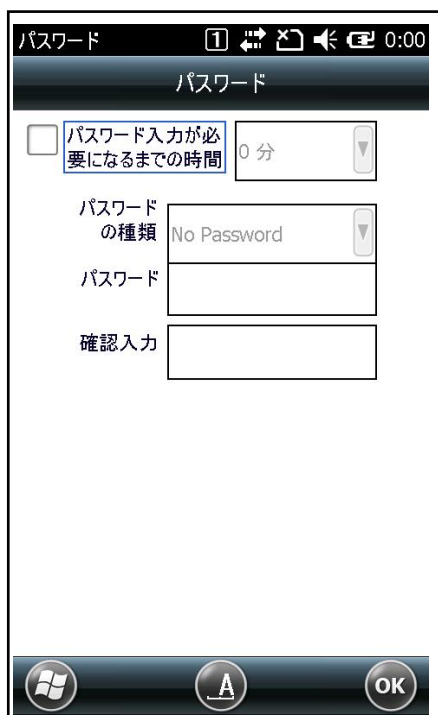 パスワード 1 0:00
パスワード
パスワード入力が必
要になるまでの時間
0 分
パスワード
の種類
No Password
パスワード
確認入力
A
OK